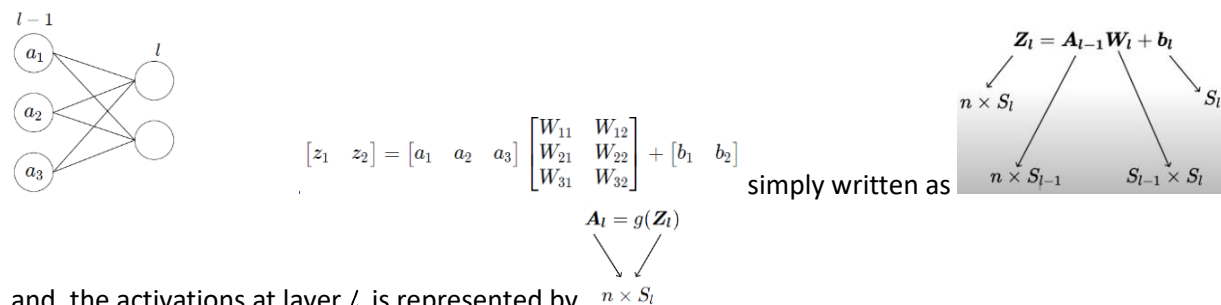 l − 1
l
a₁
a₂
a₃
[z₁ z₂] = [a₁ a₂ a₃] [W₁₁ W₁₂
W₂₁ W₂₂
W₃₁ W₃₂] + [b₁ b₂] simply written as
Zₗ = Aₗ₋₁Wₗ + bₗ
n × Sₗ
Sₗ
n × Sₗ₋₁
Sₗ₋₁ × Sₗ
Aₗ = g(Zₗ)
and the activations at layer l is represented by n × Sₗ